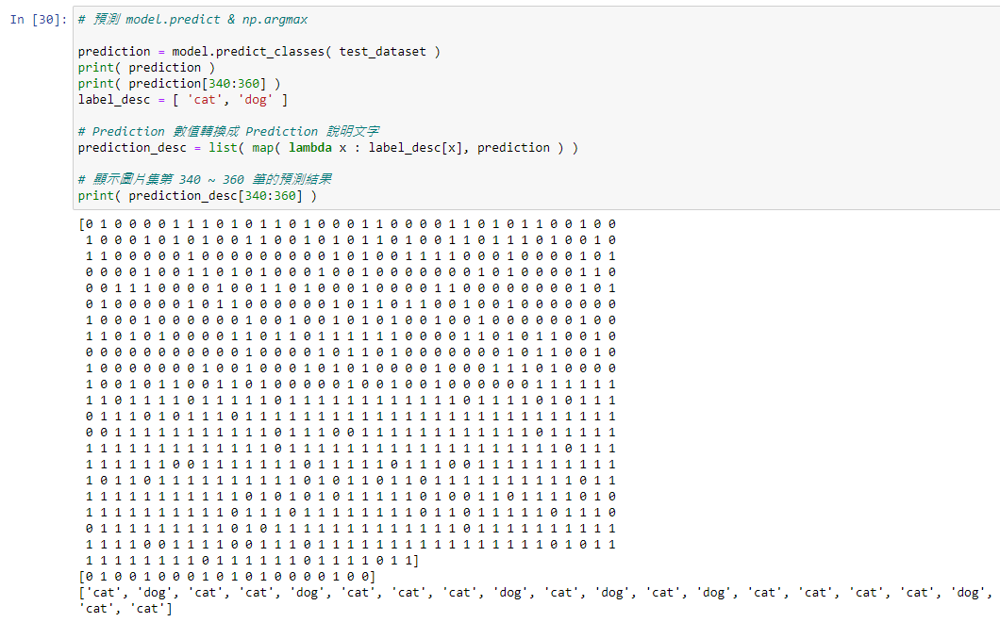 In [30]:
# 預測 model.predict & np.argmax
prediction = model.predict_classes( test_dataset )
print( prediction )
print( prediction[340:360] )
label_desc = [ 'cat', 'dog' ]
# Prediction 數值轉換成 Prediction 說明文字
prediction_desc = list( map( lambda x : label_desc[x], prediction ) )
# 顯示圖片集第 340 ~ 360 筆的預測結果
print( prediction_desc[340:360] )
[0 1 0 0 0 0 1 1 1 0 1 0 1 1 0 1 0 0 0 1 1 0 0 0 0 1 1 0 1 0 1 1 0 0 1 0 0
1 0 0 0 1 0 1 0 1 0 0 1 1 0 0 1 0 1 0 1 1 0 1 0 0 1 1 0 1 1 1 0 1 0 0 1 0
1 1 0 0 0 0 0 1 0 0 0 0 0 0 0 0 0 1 0 1 0 0 1 1 1 1 0 0 0 1 0 0 0 0 1 0 1
0 0 0 0 1 0 0 1 1 0 1 0 1 0 0 0 1 0 0 1 0 0 0 0 0 0 0 1 0 1 0 0 0 0 1 1 0
0 0 1 1 1 0 0 0 0 1 0 0 1 1 0 1 0 0 0 1 0 0 0 0 1 1 0 0 0 0 0 0 0 0 1 0 1
0 1 0 0 0 0 0 1 0 1 1 0 0 0 0 0 0 1 0 1 1 0 1 1 0 0 1 0 0 1 0 0 0 0 0 0 0
1 0 0 0 1 0 0 0 0 0 0 1 0 0 1 0 0 1 0 1 0 1 0 0 1 0 0 1 0 0 0 0 0 0 1 0 0
1 1 0 1 0 1 0 0 0 0 1 1 0 1 1 0 1 1 1 1 1 1 0 0 0 0 1 1 0 1 0 1 1 0 0 1 0
0 0 0 0 0 0 0 0 0 0 0 1 0 0 0 0 1 0 1 1 0 1 0 0 0 0 0 0 0 1 0 1 1 0 0 1 0
1 0 0 0 0 0 0 0 1 0 0 1 0 0 0 1 0 1 0 1 0 0 0 0 1 0 0 0 1 1 1 0 1 0 0 0 0
1 0 0 1 0 1 1 0 0 1 1 0 1 0 0 0 0 0 1 0 0 1 0 0 1 0 0 0 0 0 0 1 1 1 1 1 1
1 1 0 1 1 1 1 0 1 1 1 1 1 0 1 1 1 1 1 1 1 1 1 1 1 1 0 1 1 1 1 0 1 0 1 1 1
0 1 1 1 0 1 0 1 1 1 0 1 1 1 1 1 1 1 1 1 1 1 1 1 1 1 1 1 1 1 1 1 1 1 1 1 1
0 0 1 1 1 1 1 1 1 1 1 1 1 0 1 1 1 0 0 1 1 1 1 1 1 1 1 1 1 1 1 0 1 1 1 1 1
1 1 1 1 1 1 1 1 1 1 1 1 1 0 1 1 1 1 1 1 1 1 1 1 1 1 1 1 1 1 1 1 1 0 1 1 1
1 1 1 1 1 1 0 0 1 1 1 1 1 1 1 0 1 1 1 1 1 0 1 1 1 0 0 1 1 1 1 1 1 1 1 1 1
1 0 1 1 0 1 1 1 1 1 1 1 1 1 1 0 1 0 1 1 0 1 1 0 1 1 1 1 1 1 1 1 1 1 0 1 1
1 1 1 1 1 1 1 1 1 1 1 0 1 0 1 0 1 0 1 1 1 1 1 0 1 0 0 1 1 0 1 1 1 1 0 1 0
1 1 1 1 1 1 1 1 1 1 0 1 1 1 0 1 1 1 1 1 1 1 1 0 1 1 0 1 1 1 1 1 0 1 1 1 0
0 1 1 1 1 1 1 1 1 1 0 1 0 1 1 1 1 1 1 1 1 1 1 1 1 1 0 1 1 1 1 1 1 1 1 1 1
1 1 1 1 0 0 1 1 1 1 0 0 1 1 1 0 1 1 1 1 1 1 1 1 1 1 1 1 1 1 1 1 0 1 0 1 1
1 1 1 1 1 1 1 1 0 1 1 1 1 1 1 0 1 1 1 1 0 1 1]
[0 1 0 0 1 0 0 0 1 0 1 0 1 0 0 0 0 1 0 0]
['cat', 'dog', 'cat', 'cat', 'dog', 'cat', 'cat', 'cat', 'dog', 'cat', 'dog', 'cat', 'dog', 'cat', 'cat', 'cat', 'cat', 'dog',
'cat', 'cat']